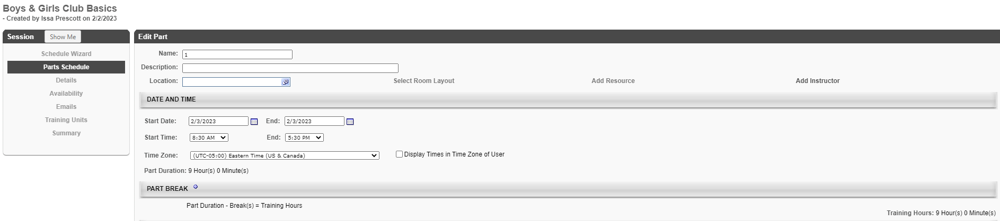 Boys & Girls Club Basics
- Created by Issa Prescott on 2/2/2023
Session Show Me
Schedule Wizard
Parts Schedule
Details
Availability
Emails
Training Units
Summary
Edit Part
Name: 1
Description:
Location: Select Room Layout Add Resource Add Instructor
DATE AND TIME
Start Date: 2/3/2023 End: 2/3/2023
Start Time: 8:30 AM End: 5:30 PM
Time Zone: (UTC-05:00) Eastern Time (US & Canada) Display Times in Time Zone of User
Part Duration: 9 Hour(s) 0 Minute(s)
PART BREAK
Part Duration - Break(s) = Training Hours
Training Hours: 9 Hour(s) 0 Minute(s)